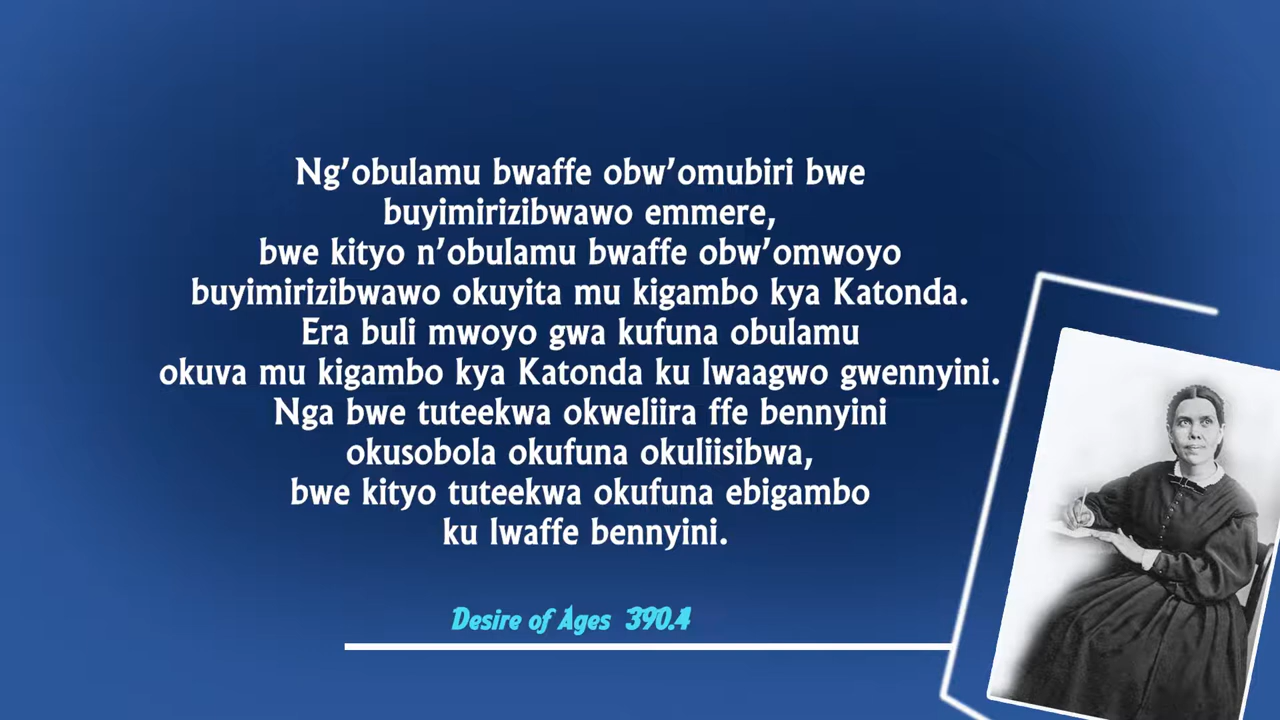 Ng'obulamu bwaffe obw'omubiri bwe
buyimirizibwawo emmere,
bwe kityo n'obulamu bwaffe obw'omwoyo
buyimirizibwawo okuyita mu kigambo kya Katonda.
Era buli mwoyo gwa kufuna obulamu
okuva mu kigambo kya Katonda ku lwaagwo gwennyini.
Nga bwe tuteekwa okweliira ffe bennyini
okusobola okufuna okuliisibwa,
bwe kityo tuteekwa okufuna ebigambo
ku lwaffe bennyini.
Desire of Ages 390.4